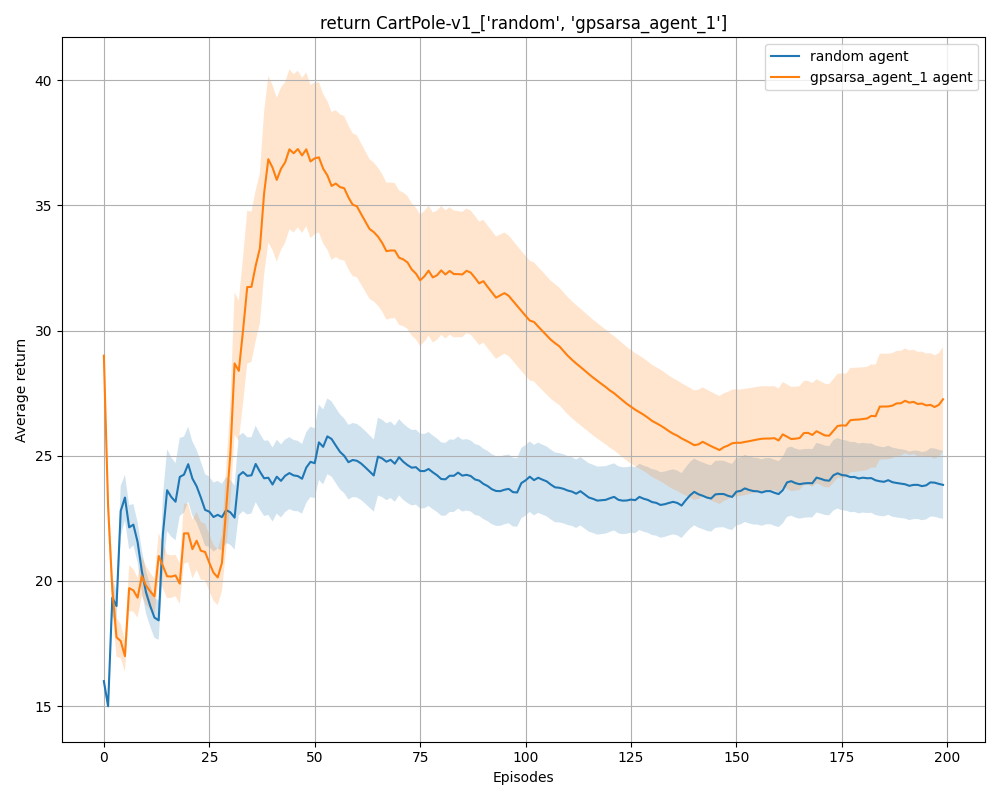 return CartPole-v1_['random', 'gpsarsa_agent_1']
random agent
gpsarsa_agent_1 agent
Average return
40
35
30
25
20
15
0 25 50 75 100 125 150 175 200
Episodes